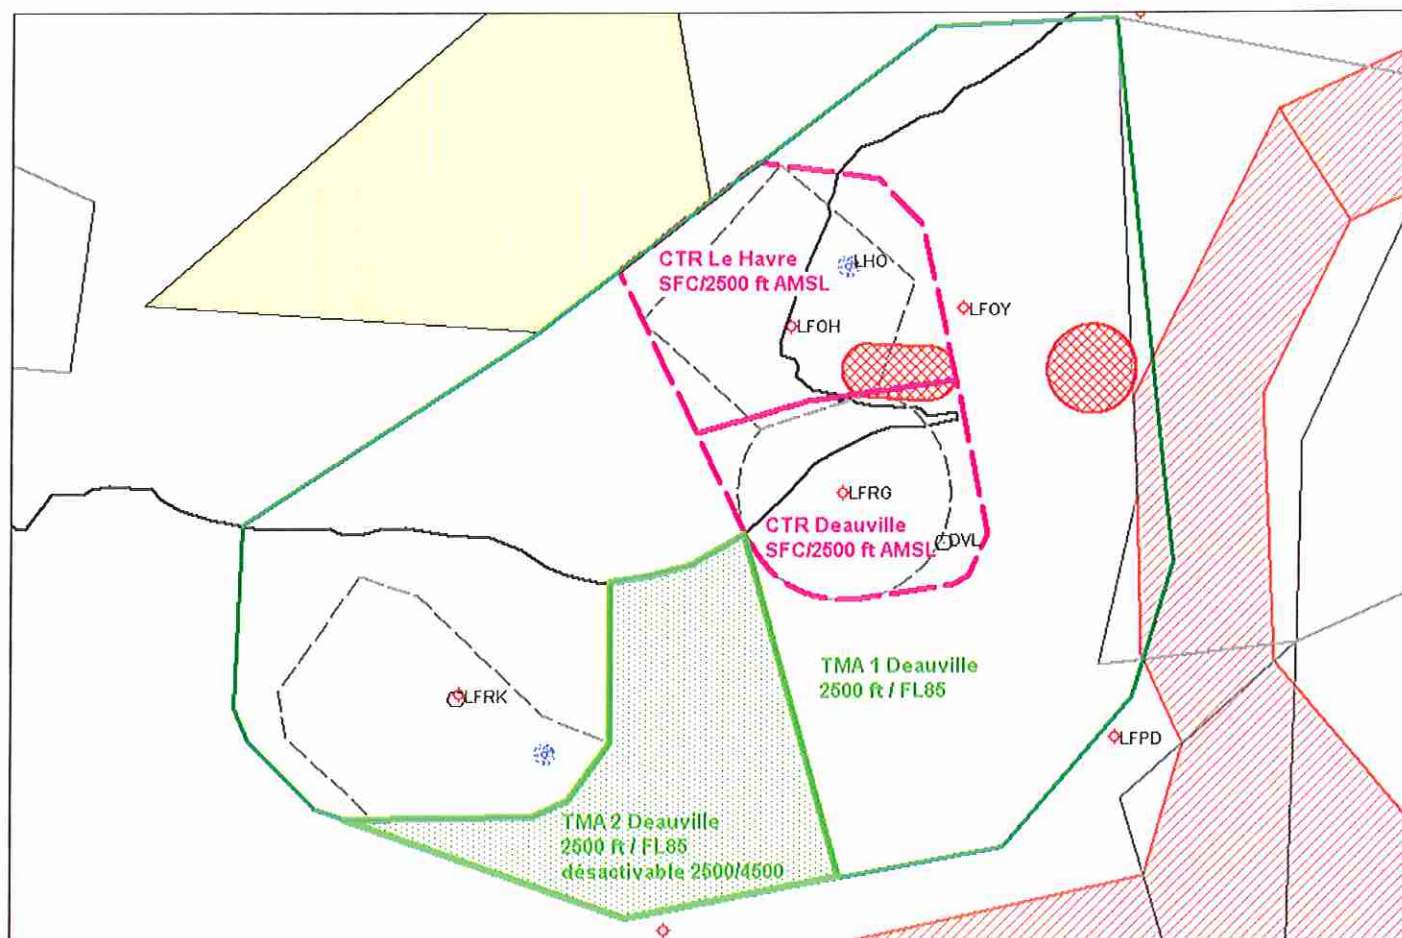 CTR Le Havre
SFC/2500 ft AMSL
LHO
LFOH
LFOY
LFRG
CTR Deauville
SFC/2500 ft AMSL
DVL
TMA 1 Deauville
2500 ft / FL85
LFRK
LFPD
TMA 2 Deauville
2500 ft / FL85
désactivable 2500/4500